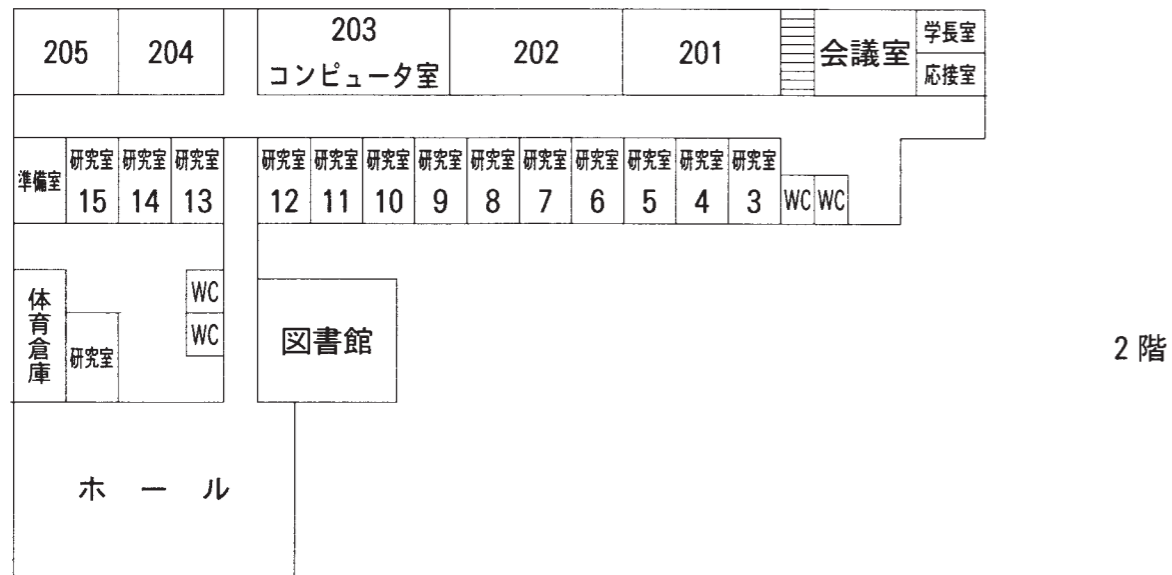 205
204
203
コンピュータ室
202
201
会議室
学長室
応接室
準備室
研究室
15
研究室
14
研究室
13
研究室
12
研究室
11
研究室
10
研究室
9
研究室
8
研究室
7
研究室
6
研究室
5
研究室
4
研究室
3
WC
WC
体育倉庫
研究室
WC
WC
図書館
2階
ホール